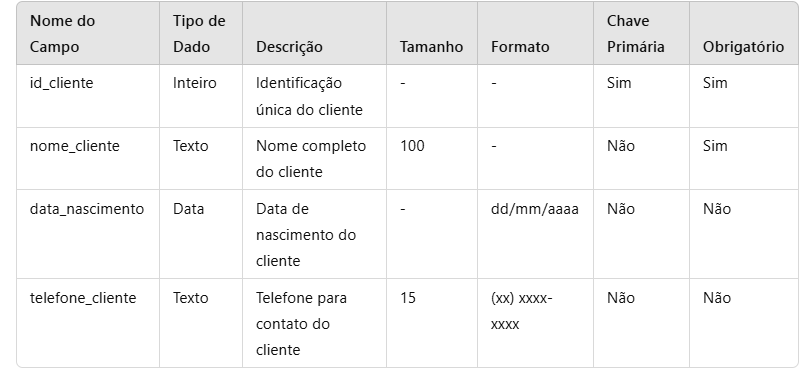 Nome do Campo	Tipo de Dado	Descrição	Tamanho	Formato	Chave Primária	Obrigatório
id_cliente	Inteiro	Identificação única do cliente	-	-	Sim	Sim
nome_cliente	Texto	Nome completo do cliente	100	-	Não	Sim
data_nascimento	Data	Data de nascimento do cliente	-	dd/mm/aaaa	Não	Não
telefone_cliente	Texto	Telefone para contato do cliente	15	(xx) xxxx-xxxx	Não	Não